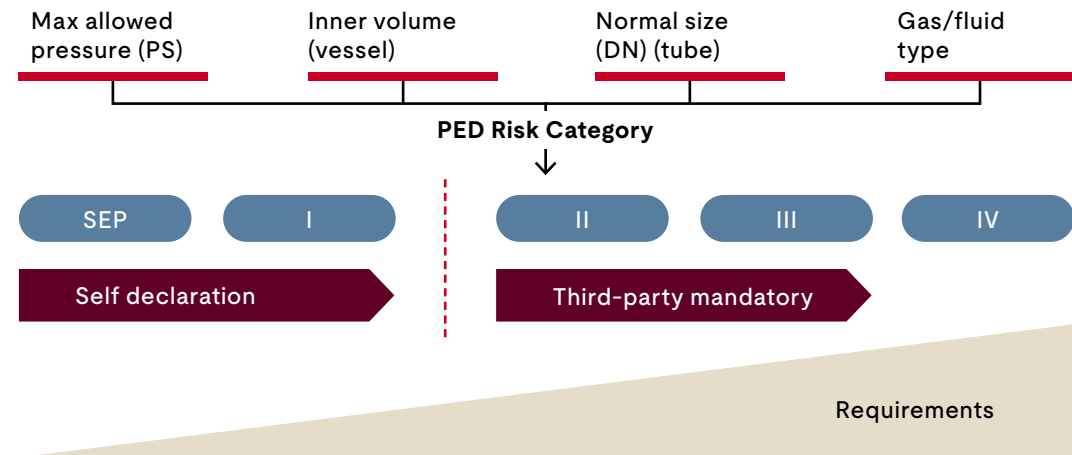 Max allowed
pressure (PS)
Inner volume
(vessel)
Normal size
(DN) (tube)
Gas/fluid
type
PED Risk Category
SEP
I
II
III
IV
Self declaration
Third-party mandatory
Requirements